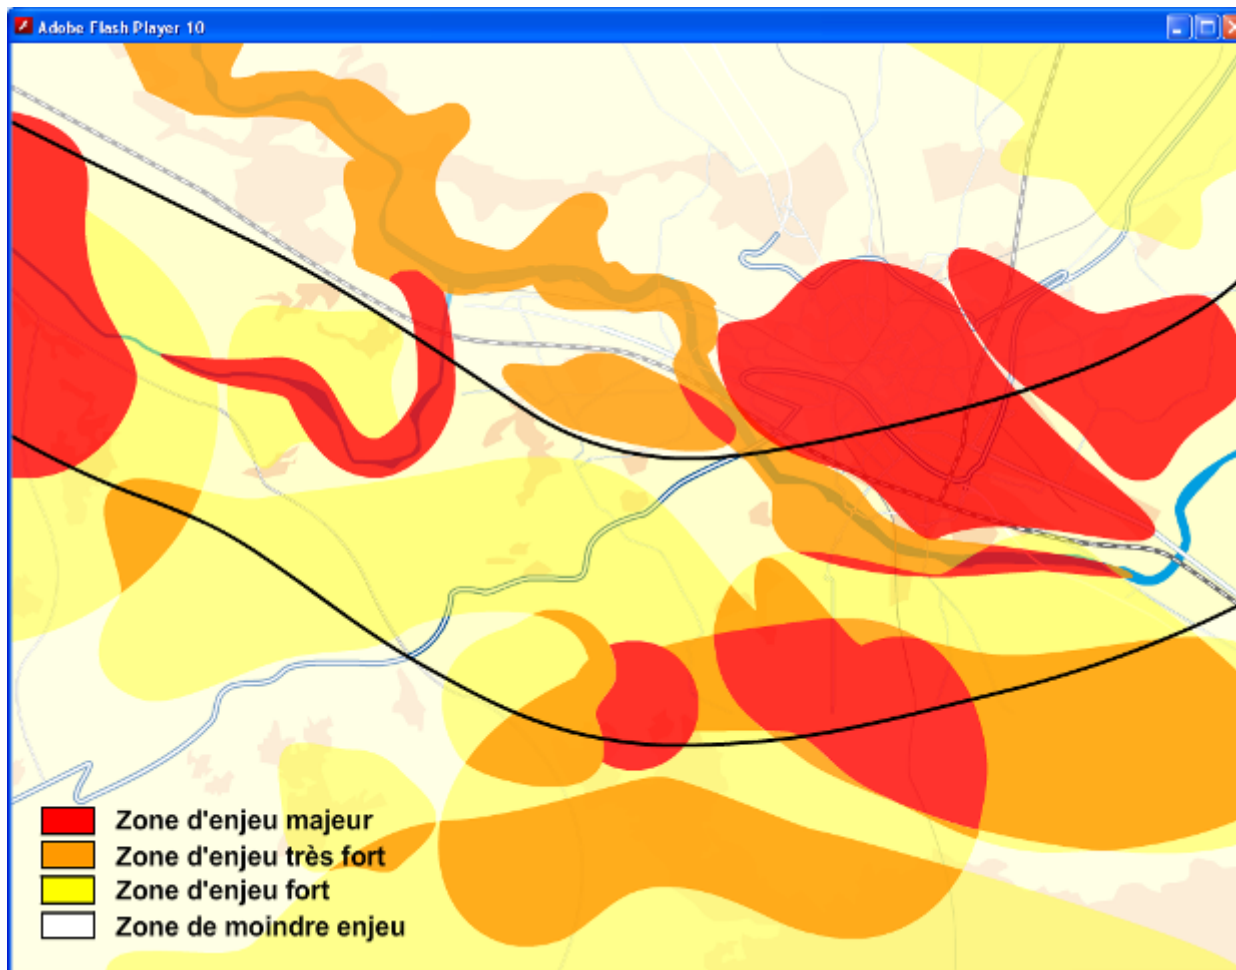 Adobe Flash Player 10
Zone d'enjeu majeur
Zone d'enjeu très fort
Zone d'enjeu fort
Zone de moindre enjeu